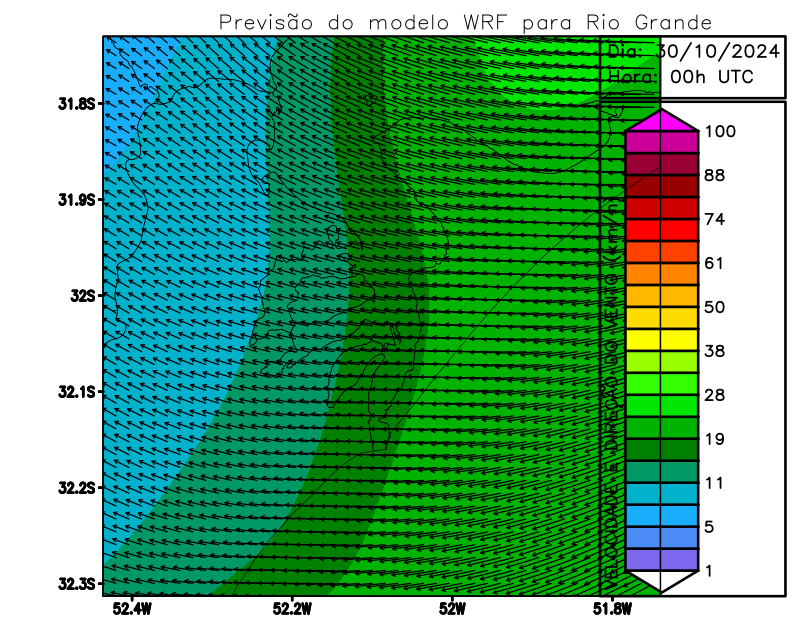 Previsão do modelo WRF para Rio Grande
Dia: 30/10/2024
Hora: 00h UTC
31.8S
31.9S
32S
32.1S
32.2S
32.3S
52.4W
52.2W
52W
51.8W
VELOCIDADE E DIREÇÃO DO VENTO (km/h)
100
88
74
61
50
38
28
19
11
5
1